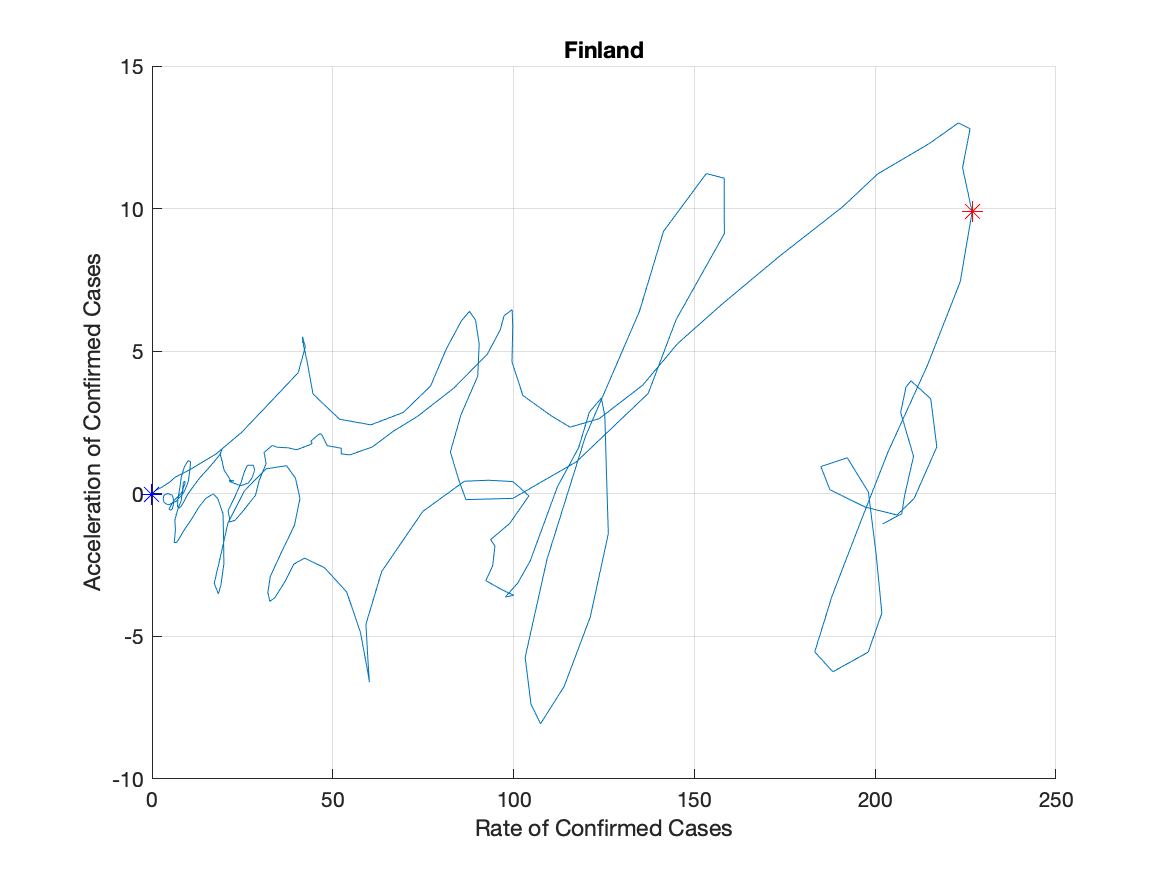 Finland
15
10
5
0
-5
-10
0 50 100 150 200 250
Acceleration of Confirmed Cases
Rate of Confirmed Cases